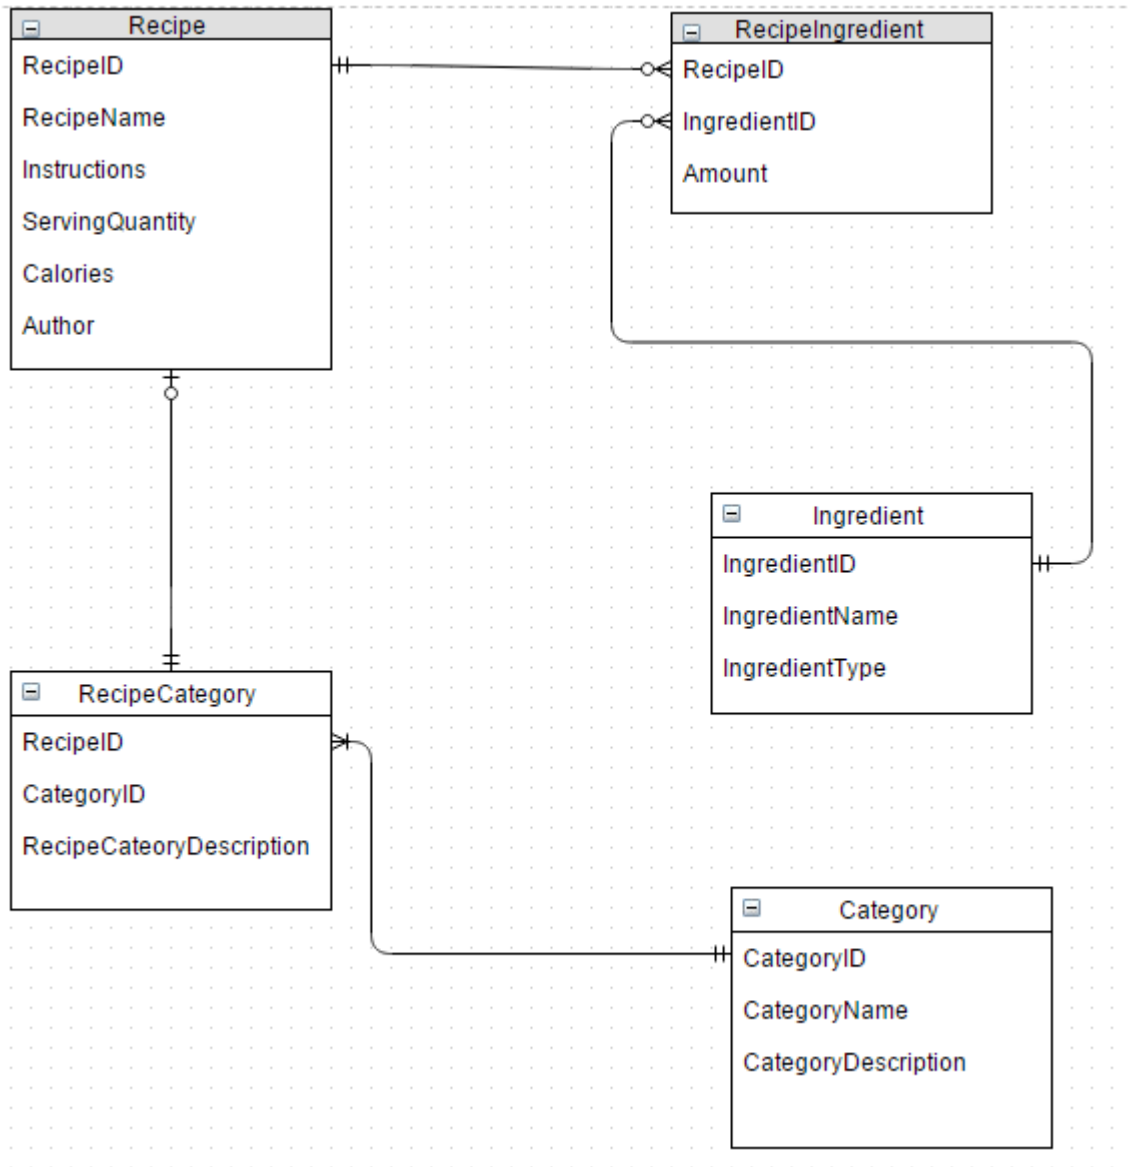 Recipe
RecipeID
RecipeName
Instructions
ServingQuantity
Calories
Author
RecipeIngredient
RecipeID
IngredientID
Amount
Ingredient
IngredientID
IngredientName
IngredientType
RecipeCategory
RecipeID
CategoryID
RecipeCateoryDescription
Category
CategoryID
CategoryName
CategoryDescription